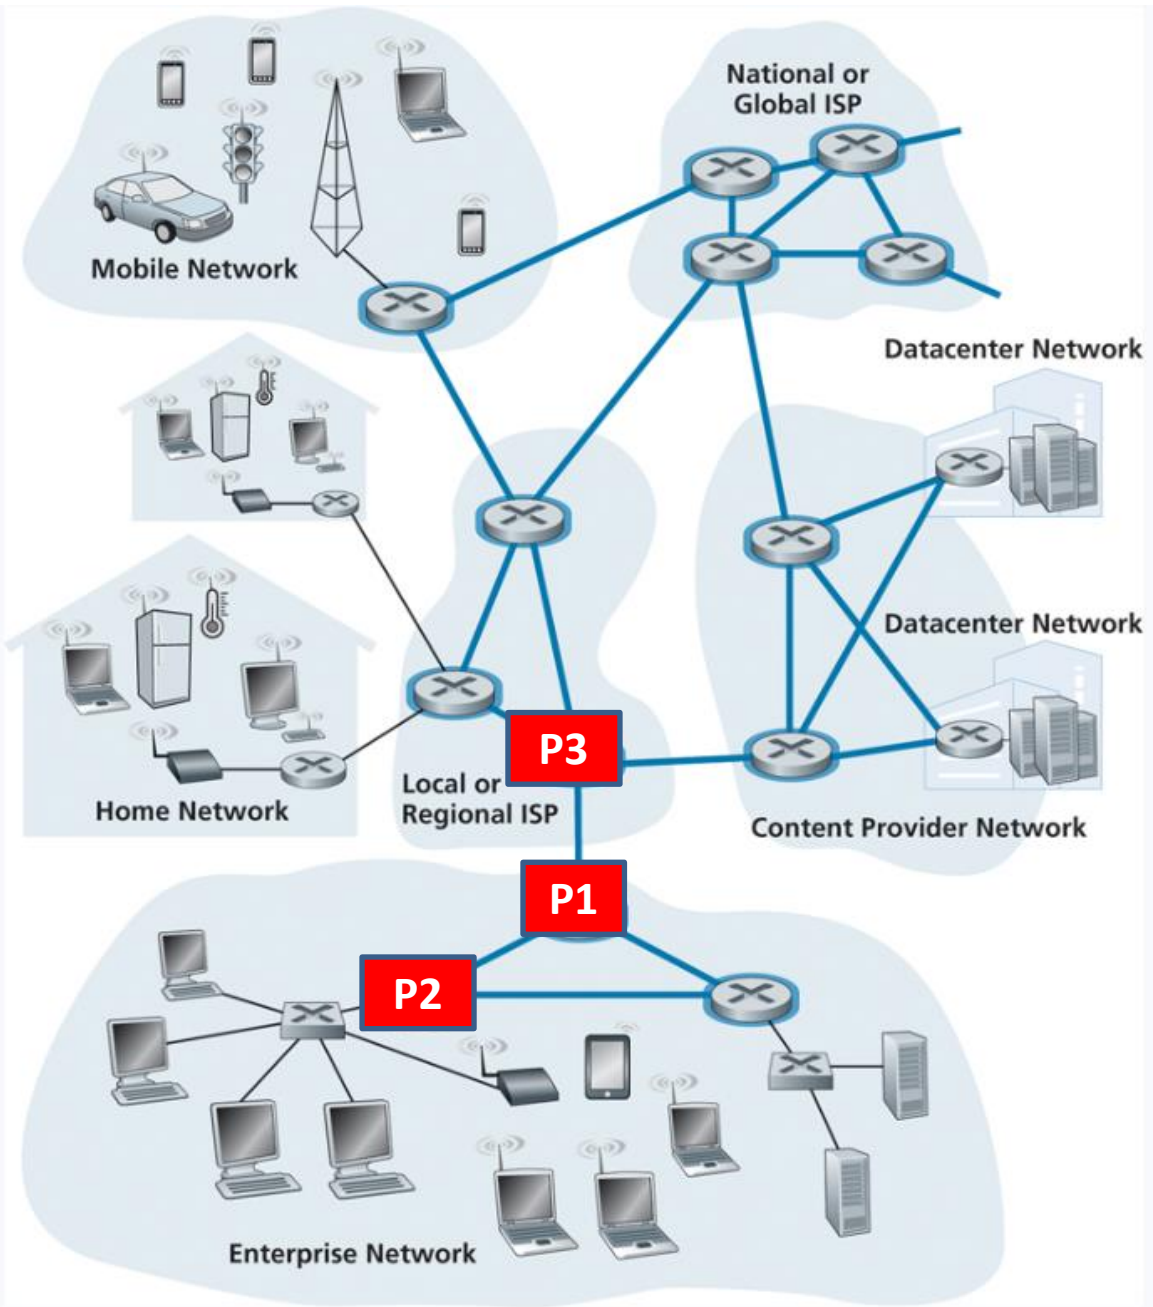 National or
Global ISP
Mobile Network
Datacenter Network
Datacenter Network
P3
Local or
Regional ISP
Home Network
Content Provider Network
P1
P2
Enterprise Network